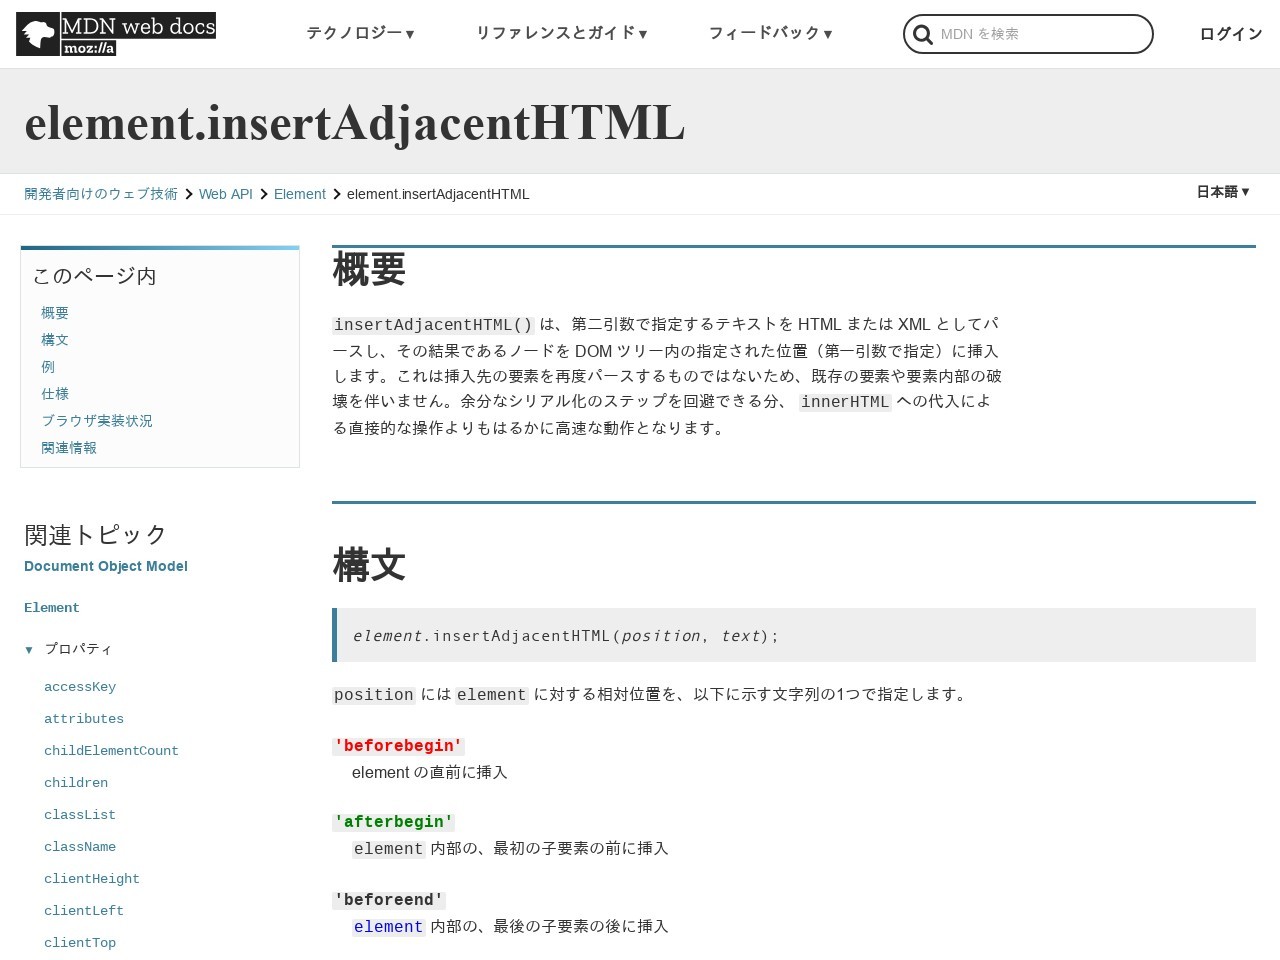 MDN web docs
moz://a
テクノロジー ▼
リファレンスとガイド ▼
フィードバック ▼
MDN を検索
ログイン
element.insertAdjacentHTML
開発者向けのウェブ技術 > Web API > Element > element.insertAdjacentHTML
日本語 ▼
このページ内
概要
構文
例
仕様
ブラウザ実装状況
関連情報
関連トピック
Document Object Model
Element
▼ プロパティ
accessKey
attributes
childElementCount
children
classList
className
clientHeight
clientLeft
clientTop
概要
insertAdjacentHTML() は、第二引数で指定するテキストを HTML または XML としてパ
ースし、その結果であるノードを DOM ツリー内の指定された位置（第一引数で指定）に挿入
します。これは挿入先の要素を再度パースするものではないため、既存の要素や要素内部の破
壊を伴いません。余分なシリアル化のステップを回避できる分、 innerHTML への代入によ
る直接的な操作よりもはるかに高速な動作となります。
構文
element.insertAdjacentHTML(position, text);
position には element に対する相対位置を、以下に示す文字列の1つで指定します。
'beforebegin'
element の直前に挿入
'afterbegin'
element 内部の、最初の子要素の前に挿入
'beforeend'
element 内部の、最後の子要素の後に挿入